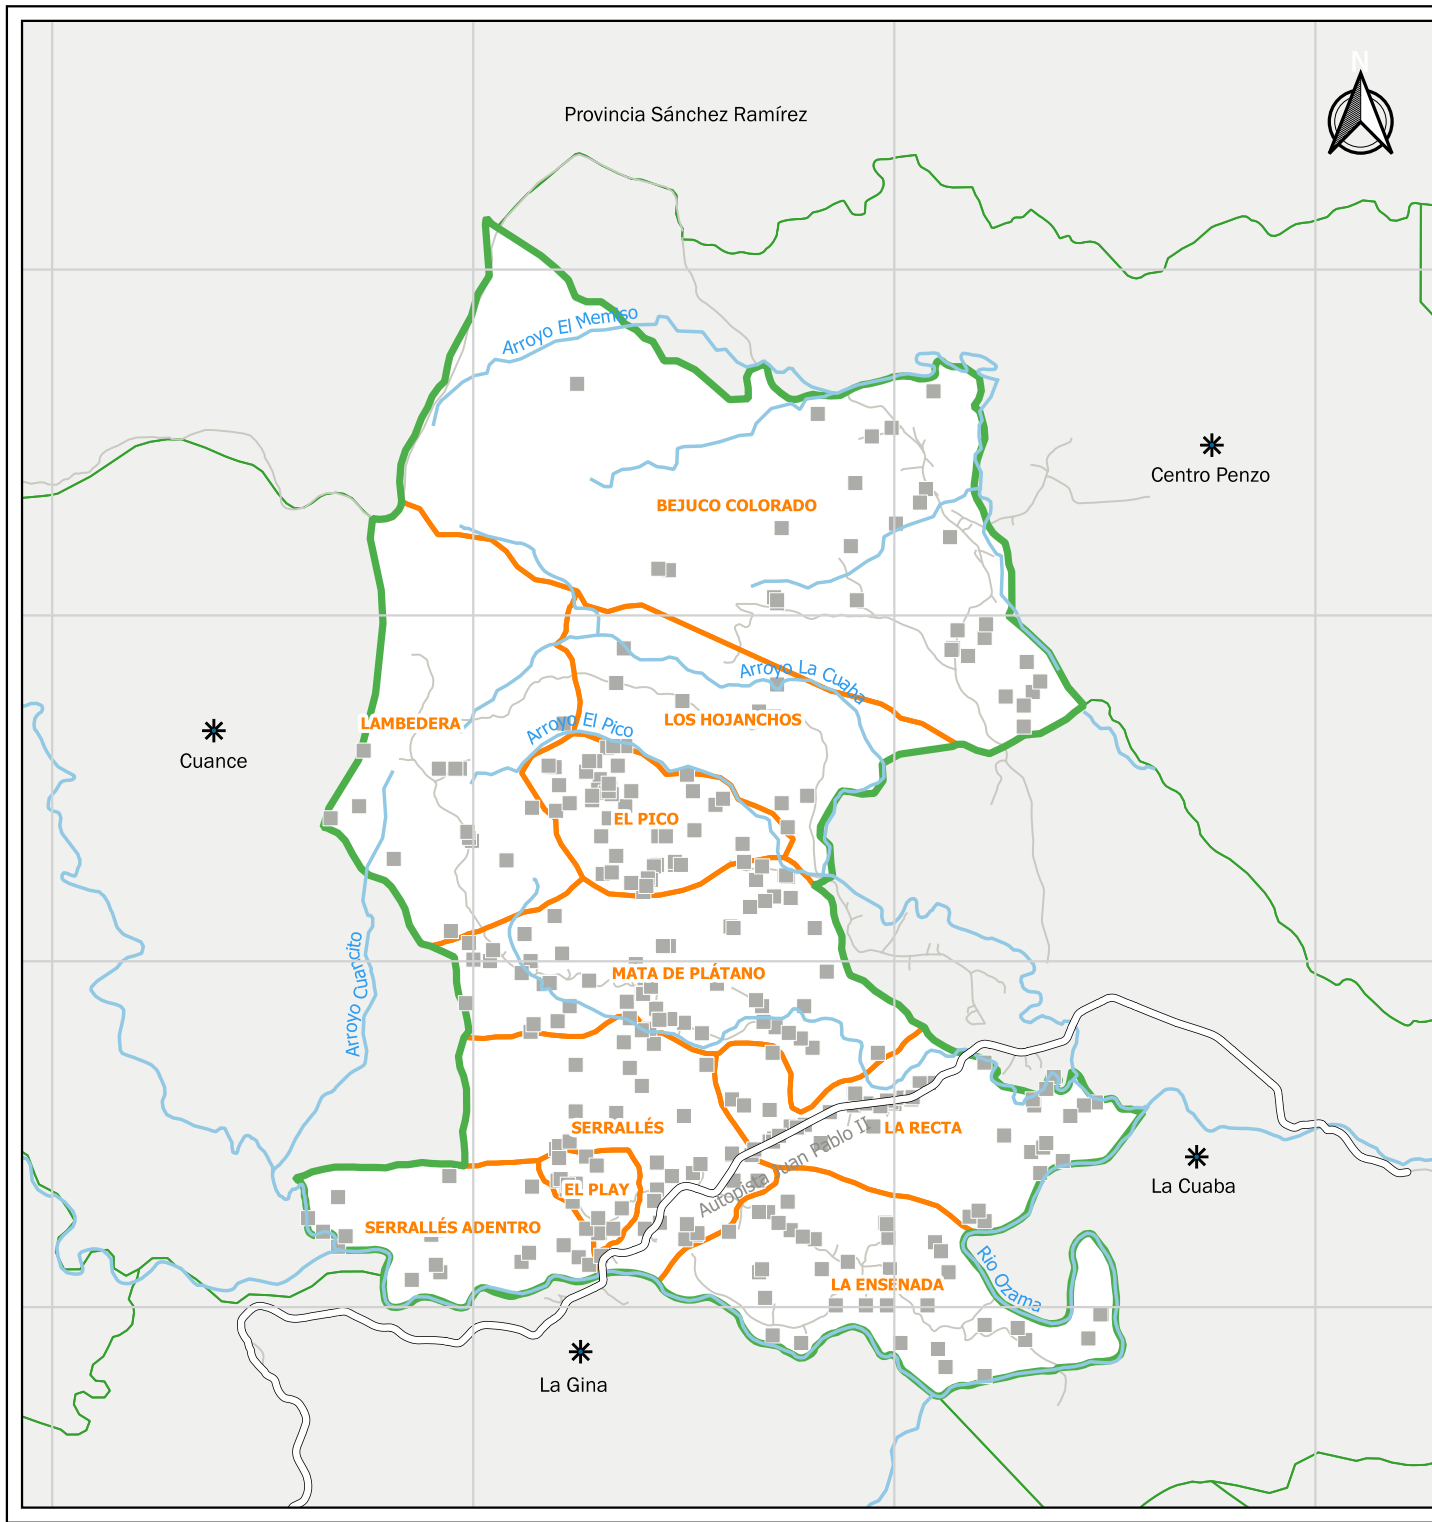 N
Provincia Sánchez Ramírez
Arroyo El Memiso
Centro Penzo
BEJUCO COLORADO
Arroyo La Cuaba
LAMBEDERA
Arroyo El Pico
LOS HOJANCHOS
Cuance
EL PICO
Arroyo Cuancito
MATA DE PLÁTANO
SERRALLÉS
LA RECTA
Autopista Juan Pablo II
La Cuaba
EL PLAY
SERRALLÉS ADENTRO
Rio Ozama
LA ENSENADA
La Gina